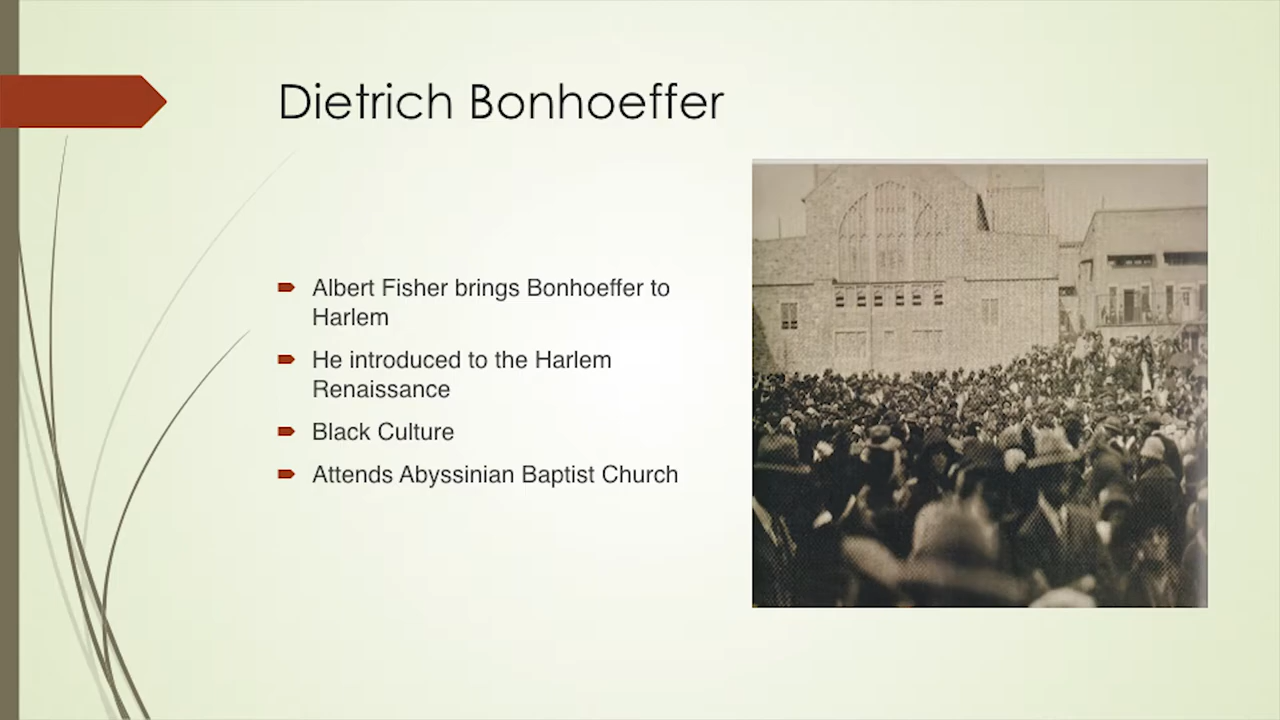 Dietrich Bonhoeffer
Albert Fisher brings Bonhoeffer to
Harlem
He introduced to the Harlem
Renaissance
Black Culture
Attends Abyssinian Baptist Church